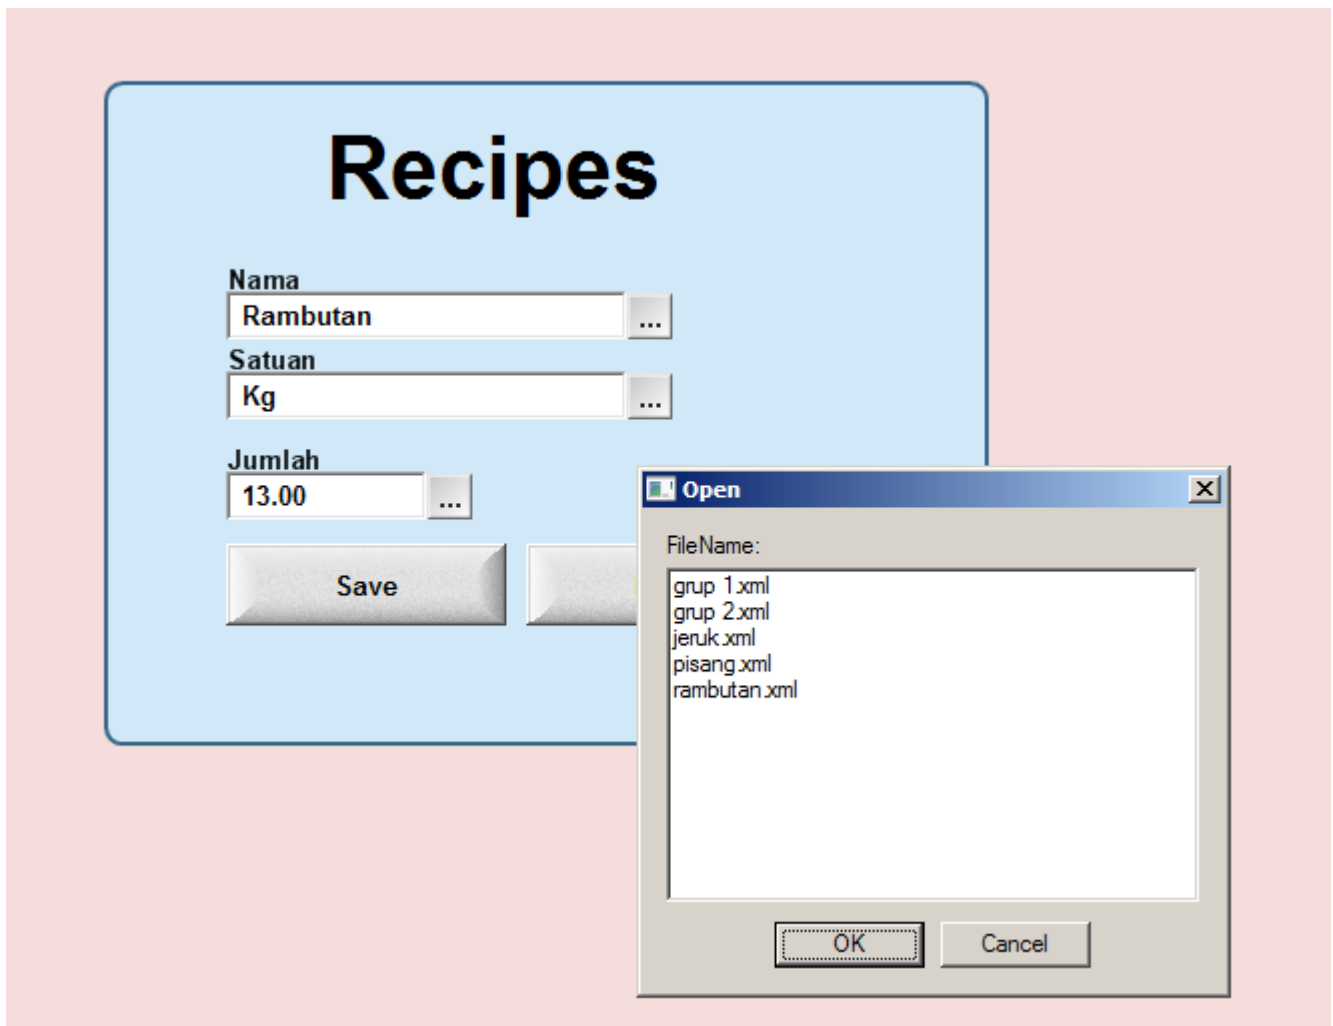 Recipes
Nama
Rambutan
...
Satuan
Kg
...
Jumlah
13.00
...
Save
Open
FileName:
grup 1.xml
grup 2.xml
jeruk.xml
pisang.xml
rambutan.xml
OK
Cancel